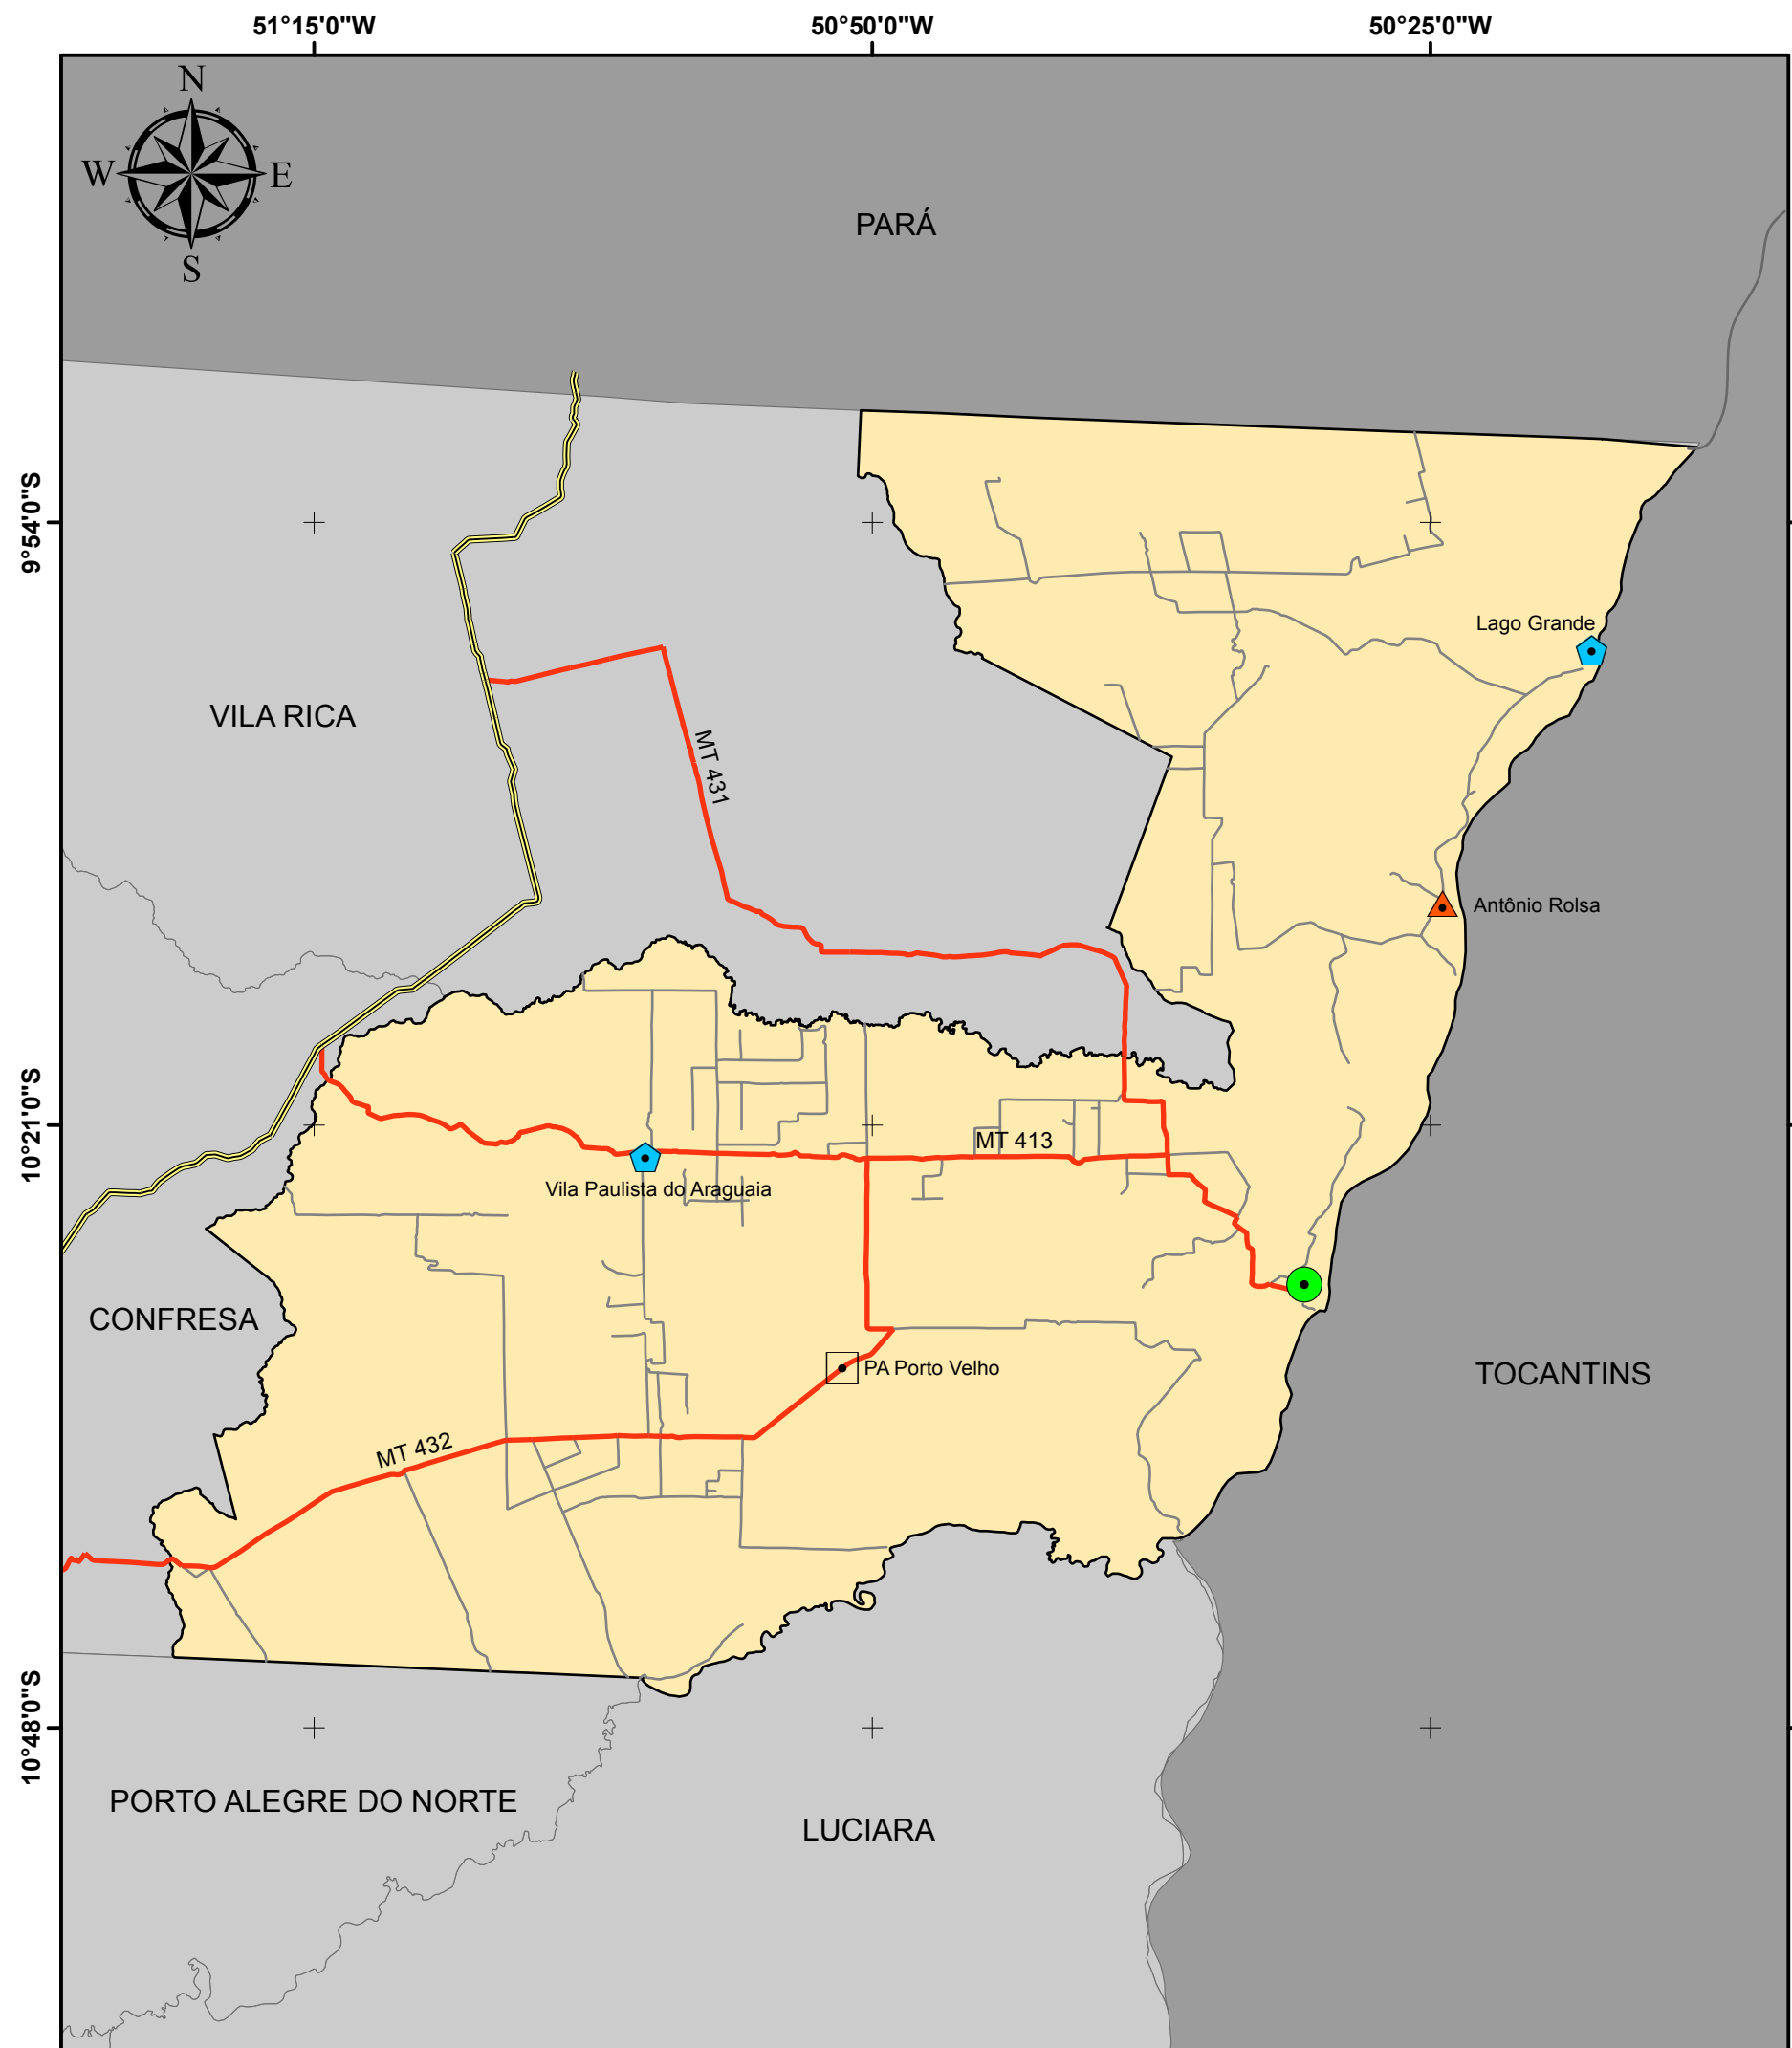 51°15'0"W
50°50'0"W
50°25'0"W
N
W
E
S
PARÁ
9°54'0"S
Lago Grande
VILA RICA
MT 431
Antônio Rolsa
10°21'0"S
MT 413
Vila Paulista do Araguaia
CONFRESA
PA Porto Velho
TOCANTINS
MT 432
10°48'0"S
PORTO ALEGRE DO NORTE
LUCIARA